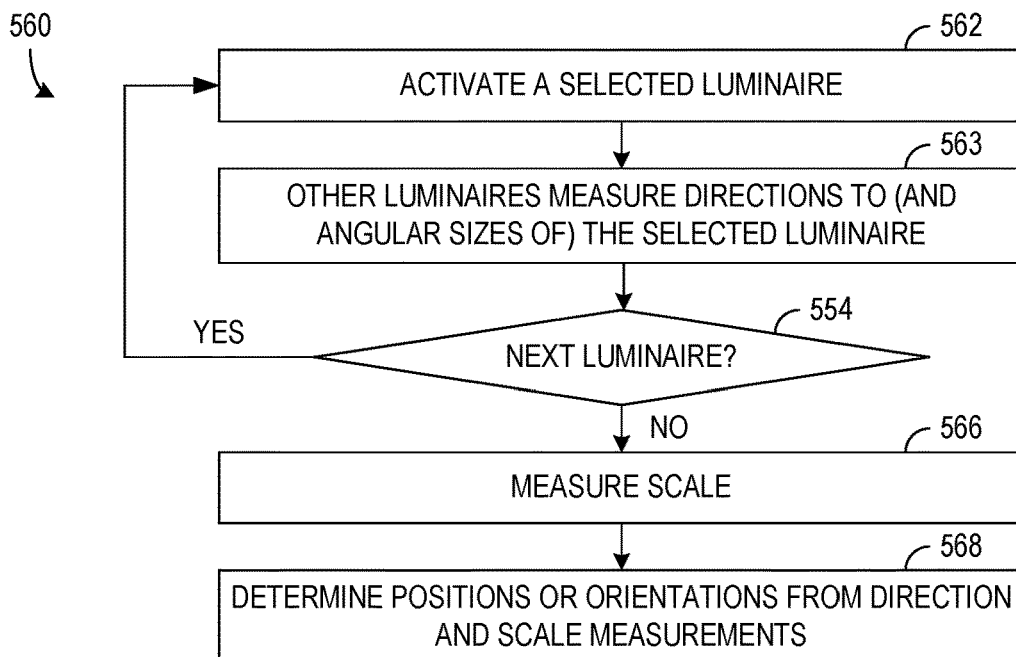 560
562
ACTIVATE A SELECTED LUMINAIRE
563
OTHER LUMINAIRES MEASURE DIRECTIONS TO (AND
ANGULAR SIZES OF) THE SELECTED LUMINAIRE
554
YES
NEXT LUMINAIRE?
NO
566
MEASURE SCALE
568
DETERMINE POSITIONS OR ORIENTATIONS FROM DIRECTION
AND SCALE MEASUREMENTS